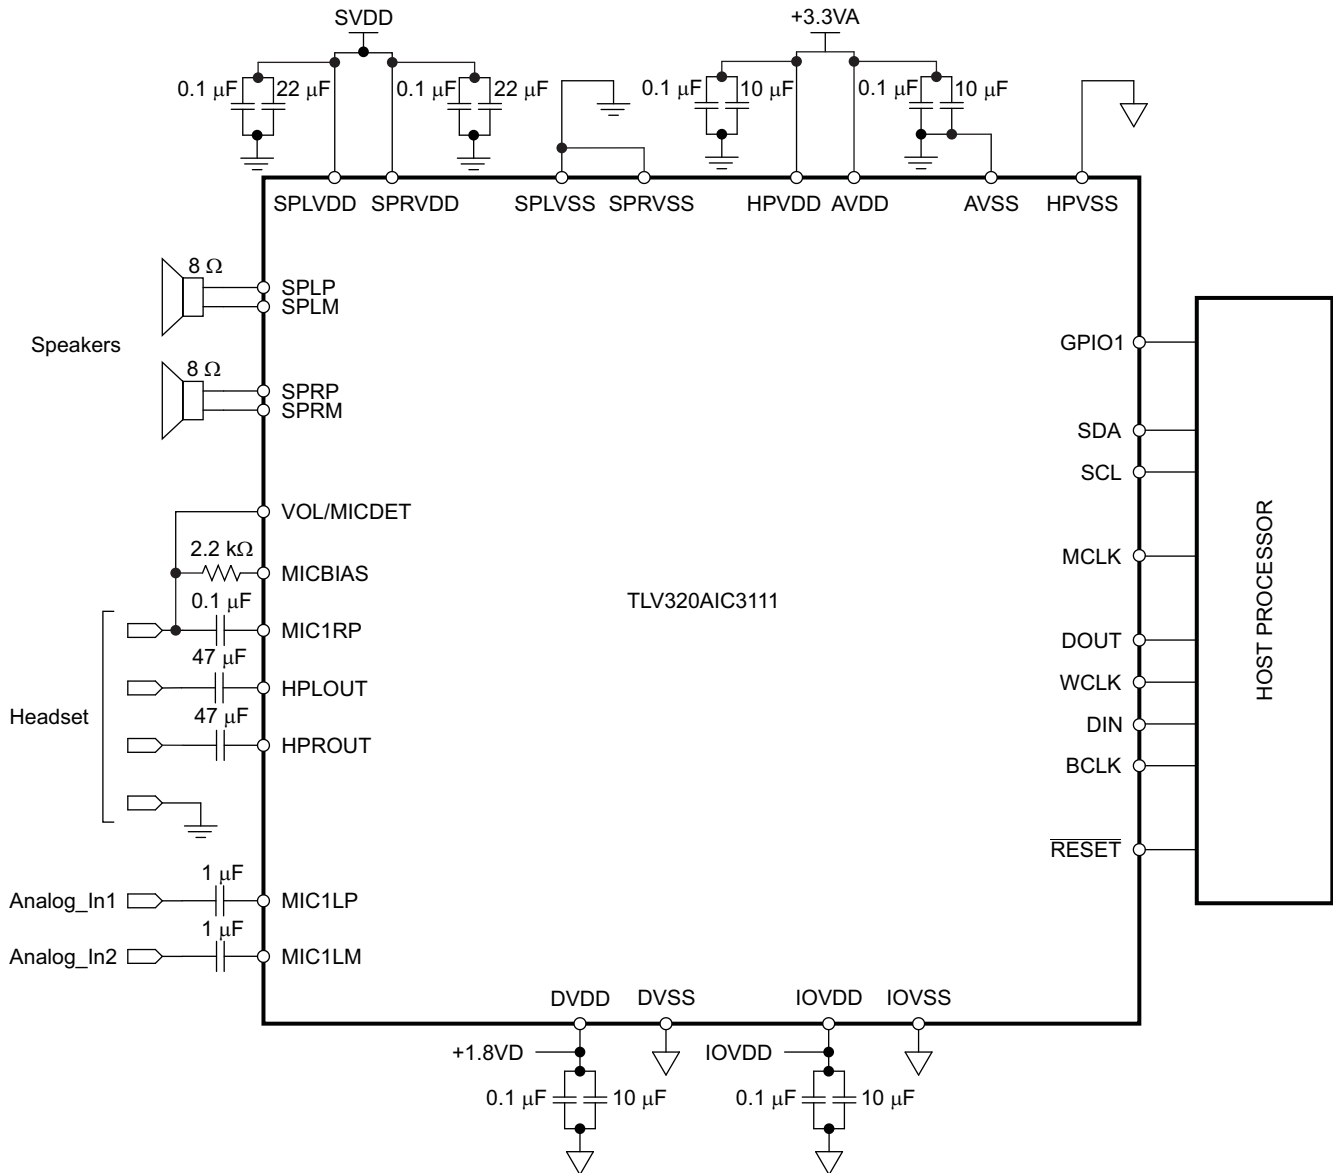 SVDD
+3.3VA
0.1 μF 22 μF 0.1 μF 22 μF 0.1 μF 10 μF 0.1 μF 10 μF
SPLVDD SPRVDD SPLVSS SPRVSS HPVDD AVDD AVSS HPVSS
8 Ω
SPLP
SPLM
Speakers
8 Ω
SPRP
SPRM
VOL/MICDET
2.2 kΩ
MICBIAS
0.1 μF
MIC1RP
47 μF
HPLOUT
47 μF
Headset
HPROUT
1 μF
Analog_In1
MIC1LP
1 μF
Analog_In2
MIC1LM
TLV320AIC3111
GPIO1
SDA
SCL
MCLK
DOUT
WCLK
DIN
BCLK
RESET
HOST PROCESSOR
DVDD DVSS IOVDD IOVSS
+1.8VD IOVDD
0.1 μF 10 μF 0.1 μF 10 μF